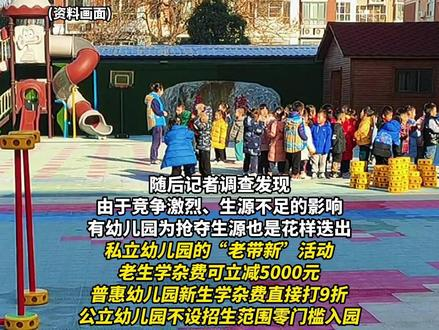 (资料画面)
随后记者调查发现
由于竞争激烈、生源不足的影响
有幼儿园为抢夺生源也是花样迭出
私立幼儿园的“老带新”活动
老生学杂费可立减5000元
普惠幼儿园新生学杂费直接打9折
公立幼儿园不设招生范围零门槛入园